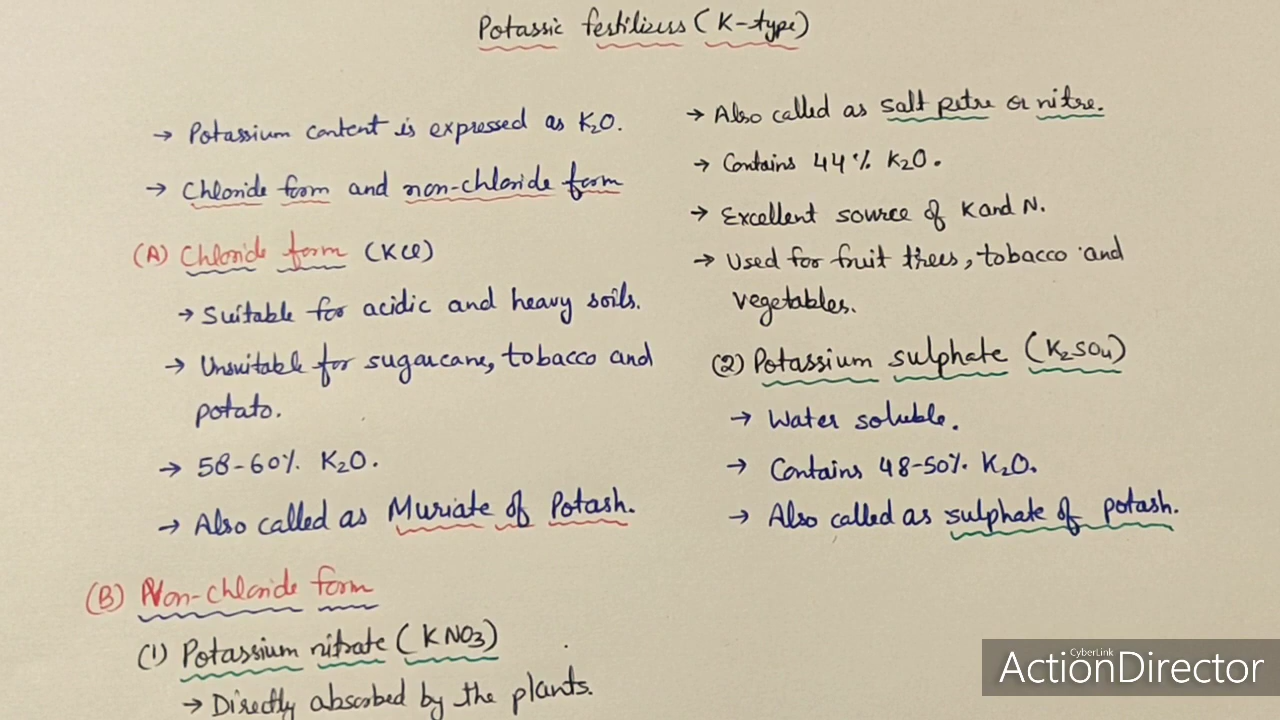 Potassic fertilizers (K-type)
→ Potassium content is expressed as K₂O.
→ Chloride form and non-chloride form
(A) Chloride form (KCl)
→ Suitable for acidic and heavy soils.
→ Unsuitable for sugarcane, tobacco and
potato.
→ 58-60% K₂O.
→ Also called as Muriate of Potash.
(B) Non-chloride form
(1) Potassium nitrate (KNO₃)
→ Directly absorbed by the plants.
→ Also called as salt petre or nitre.
→ Contains 44% K₂O.
→ Excellent source of K and N.
→ Used for fruit trees, tobacco and
vegetables.
(2) Potassium sulphate (K₂SO₄)
→ Water soluble.
→ Contains 48-50% K₂O.
→ Also called as sulphate of potash.
CyberLink
ActionDirector